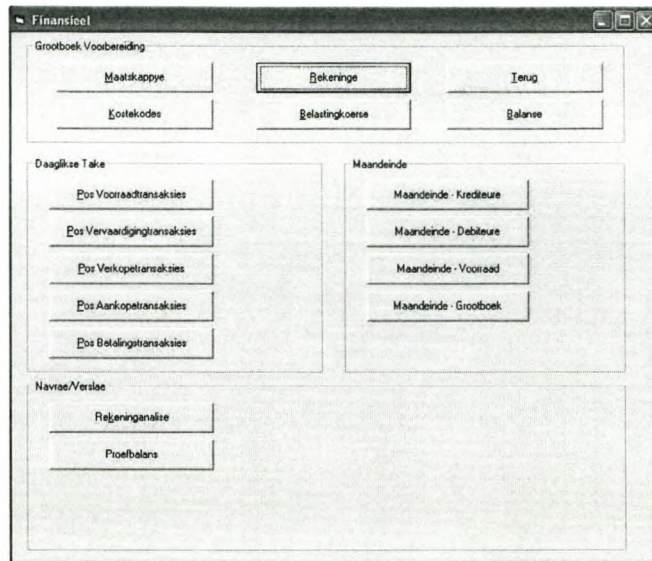 Finansieel
Grootboek Voorbereiding
Maatskappye Rekeninge Terug
Kostekodes Belastingkoerse Balanse
Daaglikse Take
Pos Voorraadtransaksies
Pos Vervaardigingtransaksies
Pos Verkopetransaksies
Pos Aankopetransaksies
Pos Betalingstransaksies
Maandeinde
Maandeinde - Krediteure
Maandeinde - Debiteure
Maandeinde - Voorraad
Maandeinde - Grootboek
Navrae/Verslae
Rekeninganalise
Proefbalans